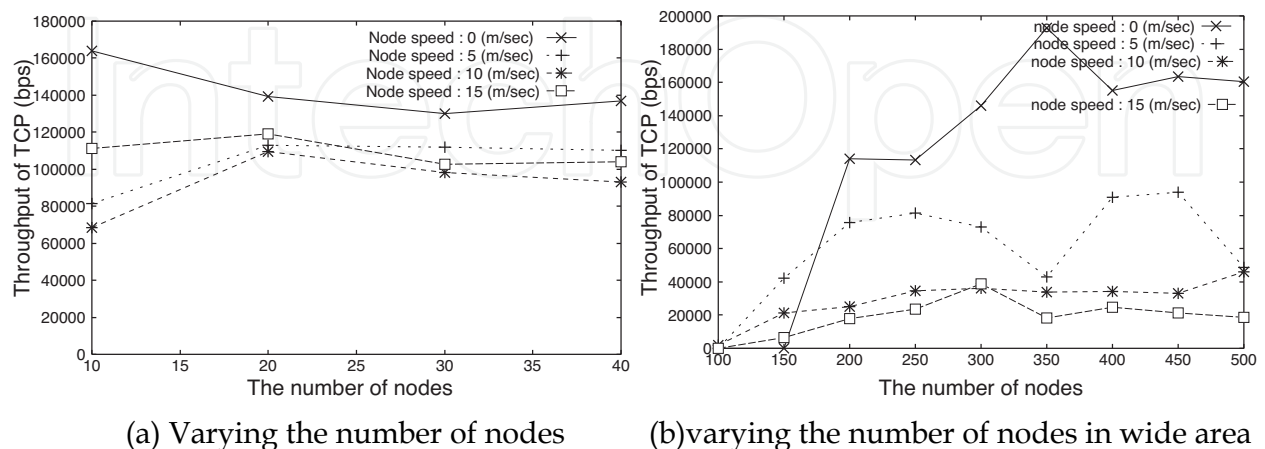 180000
160000
140000
120000
100000
80000
60000
40000
20000
0
Throughput of TCP (bps)
Node speed : 0 (m/sec)
Node speed : 5 (m/sec)
Node speed : 10 (m/sec)
Node speed : 15 (m/sec)
10 15 20 25 30 35 40
The number of nodes
(a) Varying the number of nodes
200000
180000
160000
140000
120000
100000
80000
60000
40000
20000
0
Throughput of TCP (bps)
node speed : 0 (m/sec)
node speed : 5 (m/sec)
node speed : 10 (m/sec)
node speed : 15 (m/sec)
100 150 200 250 300 350 400 450 500
The number of nodes
(b)varying the number of nodes in wide area
IntechOpen